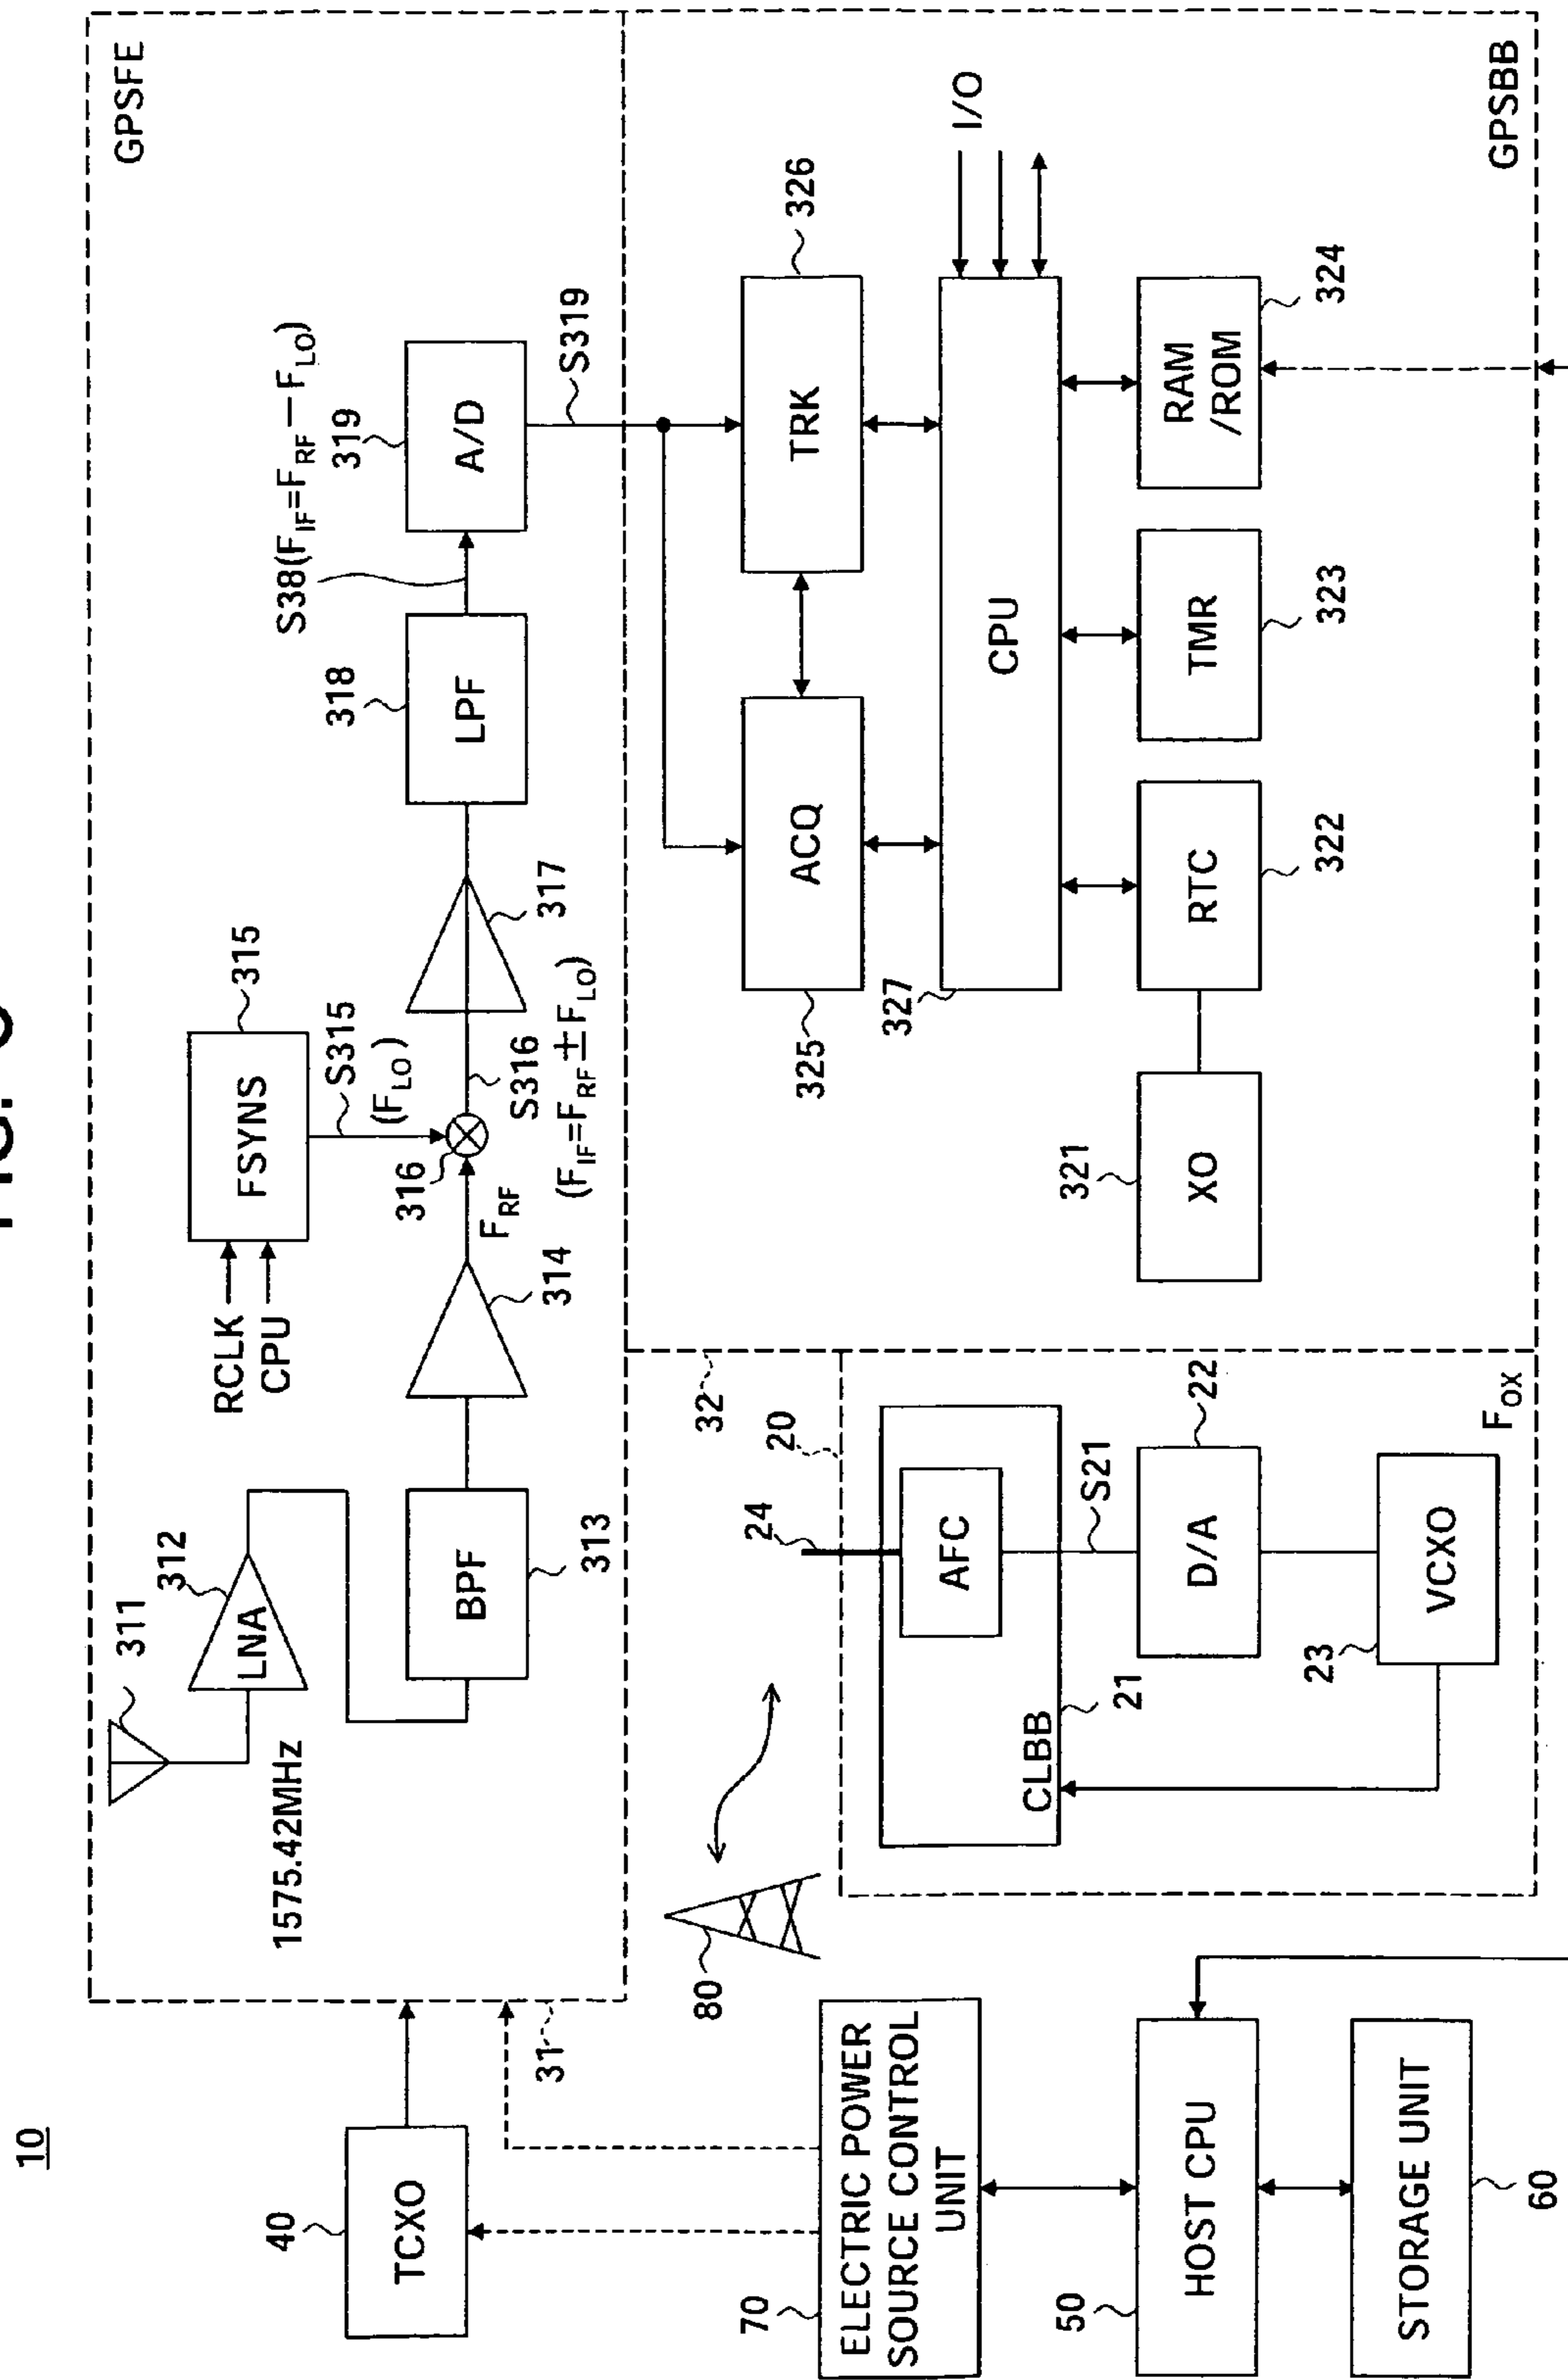 10
GPSFE
311
312
LNA
1575.42MHz
BPF
313
314
RCLK
CPU
FSYNS
315
S315
(FLO)
316
FRF
S316
(FIF=FRF±FLO)
317
318
LPF
S38(FIF=FRF−FLO)
319
A/D
S319
40
TCXO
31
32
GPSBB
326
TRK
I/O
ACQ
325
327
CPU
RAM
/ROM
324
TMR
323
RTC
322
321
XO
80
24
20
AFC
CLBB
21
S21
D/A
22
23
VCXO
FOX
70
ELECTRIC POWER
SOURCE CONTROL
UNIT
50
HOST CPU
STORAGE UNIT
60